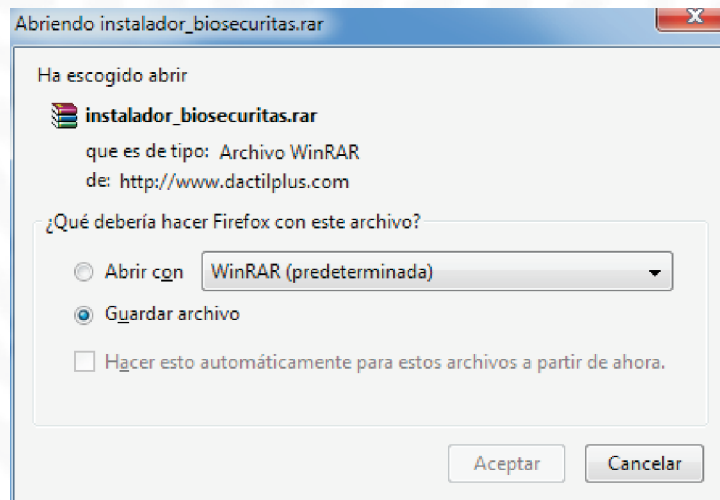 Abriendo instalador_biosecuritas.rar
x
Ha escogido abrir
instalador_biosecuritas.rar
que es de tipo: Archivo WinRAR
de: http://www.dactilplus.com
¿Qué debería hacer Firefox con este archivo?
Abrir con WinRAR (predeterminada)
Guardar archivo
Hacer esto automáticamente para estos archivos a partir de ahora.
Aceptar Cancelar